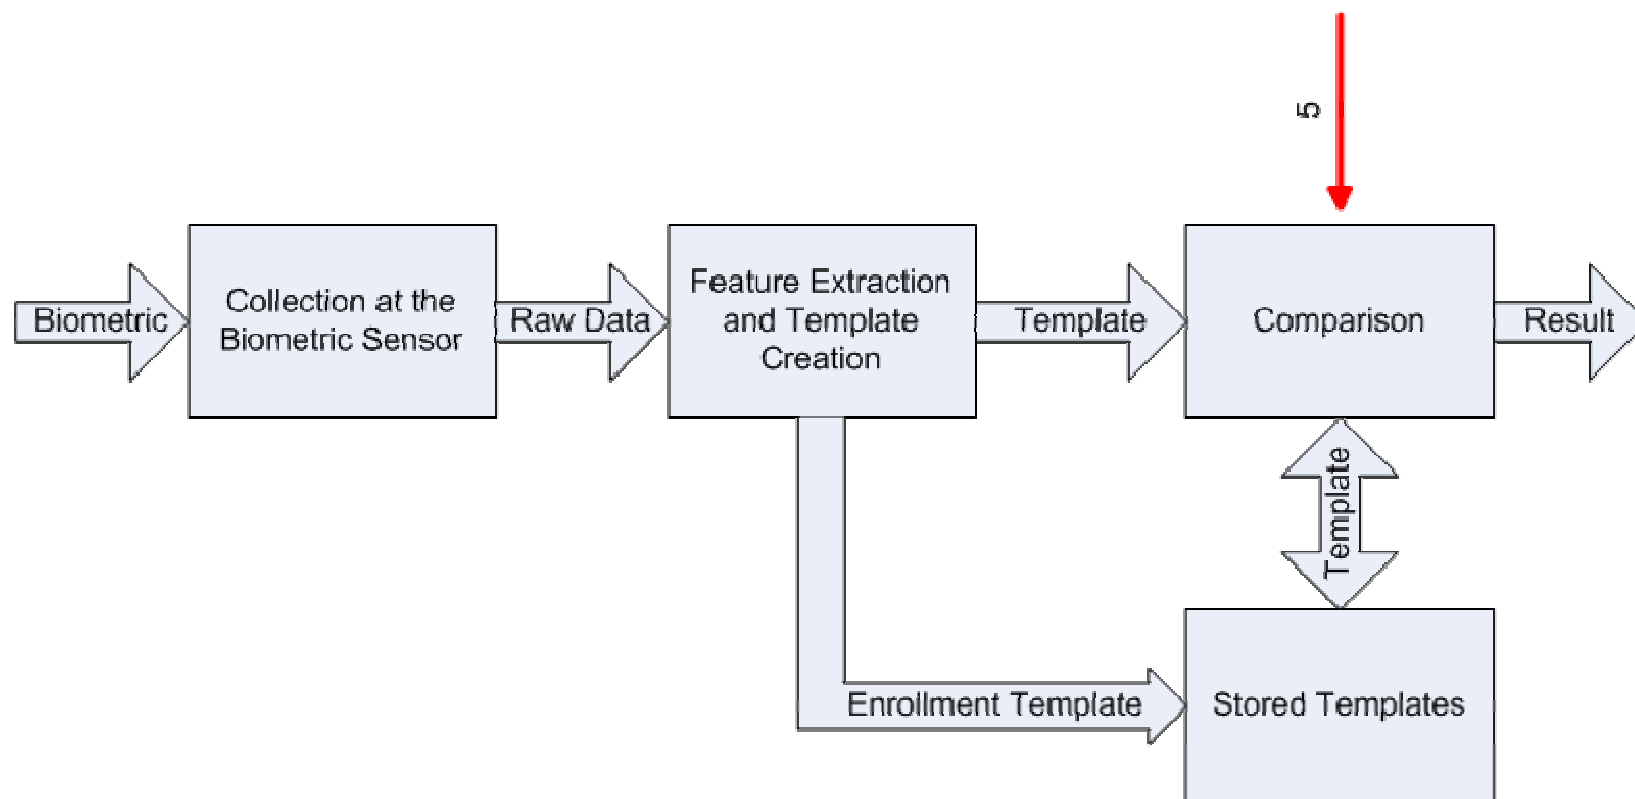 5
Biometric
Collection at the
Biometric Sensor
Raw Data
Feature Extraction
and Template
Creation
Template
Comparison
Result
Template
Enrollment Template
Stored Templates